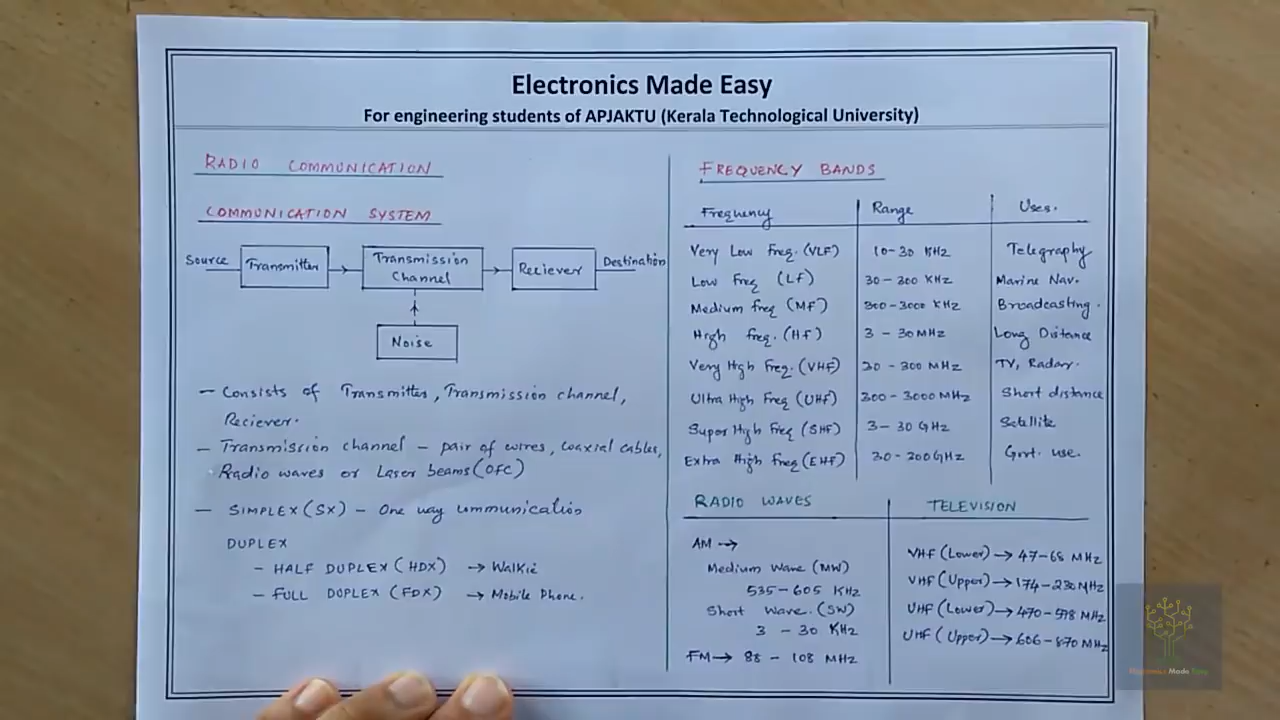 Electronics Made Easy
For engineering students of APJAKTU (Kerala Technological University)
RADIO COMMUNICATION
COMMUNICATION SYSTEM
Source
Transmitter
Transmission
Channel
Reciever
Destination
Noise
– Consists of Transmitter, Transmission channel,
Reciever.
– Transmission channel – pair of wires, coaxial cables,
Radio waves or Laser beams (OFC)
– SIMPLEX (SX) – One way communication
DUPLEX
– HALF DUPLEX (HDX) → Walkie
– FULL DUPLEX (FDX) → Mobile Phone.
FREQUENCY BANDS
Frequency Range Uses.
Very Low Freq. (VLF) 10–30 KHz Telegraphy
Low Freq (LF) 30–300 KHz Marine Nav.
Medium freq (MF) 300–3000 KHz Broadcasting.
High freq. (HF) 3 – 30 MHz Long Distance
Very High Freq. (VHF) 30 – 300 MHz TV, Radar.
Ultra High Freq (UHF) 300 – 3000 MHz Short distance
Super High Freq (SHF) 3 – 30 GHz Satellite
Extra High Freq (EHF) 30 – 300 GHz Govt. use.
RADIO WAVES
AM →
Medium Wave (MW)
535–605 KHz
Short Wave. (SW)
3 – 30 KHz
FM → 88 – 108 MHz
TELEVISION
VHF (Lower) → 47–68 MHz
VHF (Upper) → 174–230 MHz
UHF (Lower) → 470–598 MHz
UHF (Upper) → 606–870 MHz
Electronics Made Easy